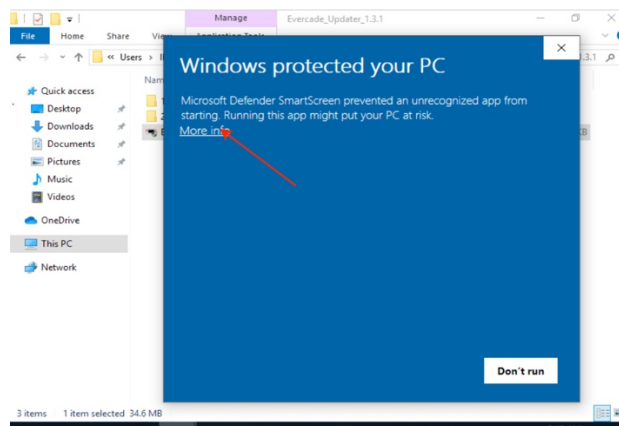 Manage
Evercade_Updater_1.3.1
File
Home
Share
View
Application Tools
« Users ›
1.3.1
Windows protected your PC
Microsoft Defender SmartScreen prevented an unrecognized app from
starting. Running this app might put your PC at risk.
More info
Don't run
Quick access
Desktop
Downloads
Documents
Pictures
Music
Videos
OneDrive
This PC
Network
3 items
1 item selected 34.6 MB